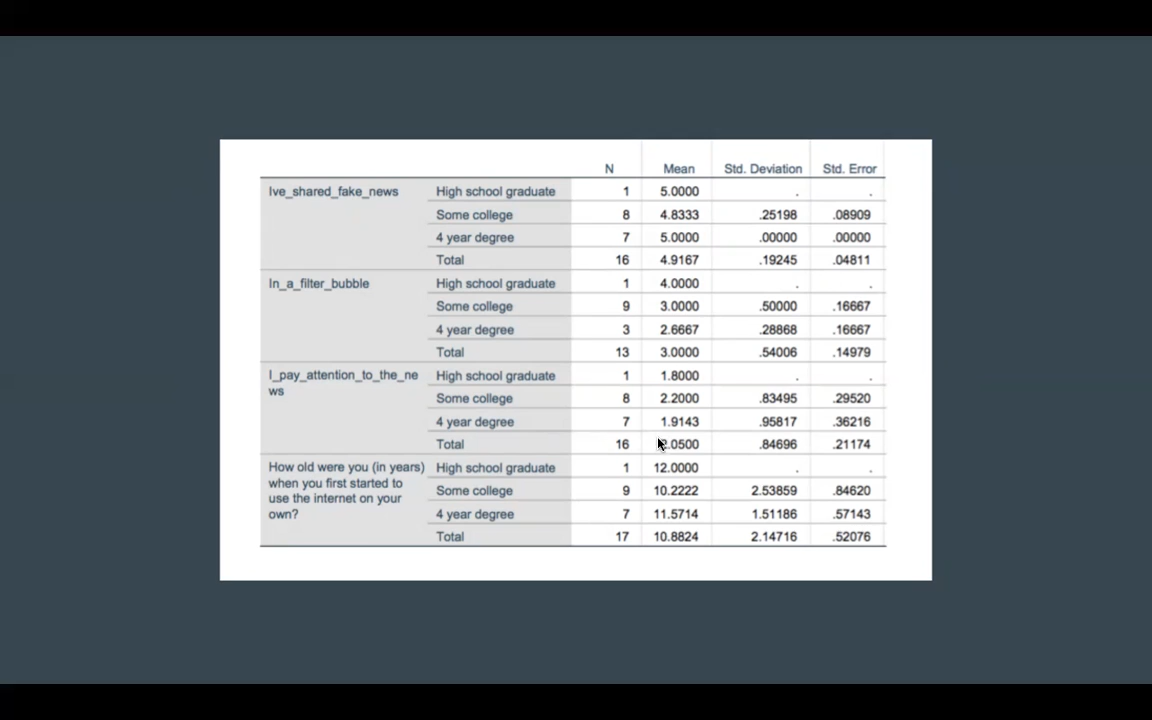 N Mean Std. Deviation Std. Error
Ive_shared_fake_news High school graduate 1 5.0000 . .
Some college 8 4.8333 .25198 .08909
4 year degree 7 5.0000 .00000 .00000
Total 16 4.9167 .19245 .04811
In_a_filter_bubble High school graduate 1 4.0000 . .
Some college 9 3.0000 .50000 .16667
4 year degree 3 2.6667 .28868 .16667
Total 13 3.0000 .54006 .14979
I_pay_attention_to_the_ne High school graduate 1 1.8000 . .
ws
Some college 8 2.2000 .83495 .29520
4 year degree 7 1.9143 .95817 .36216
Total 16 2.0500 .84696 .21174
How old were you (in years) High school graduate 1 12.0000 . .
when you first started to Some college 9 10.2222 2.53859 .84620
use the internet on your
own? 4 year degree 7 11.5714 1.51186 .57143
Total 17 10.8824 2.14716 .52076